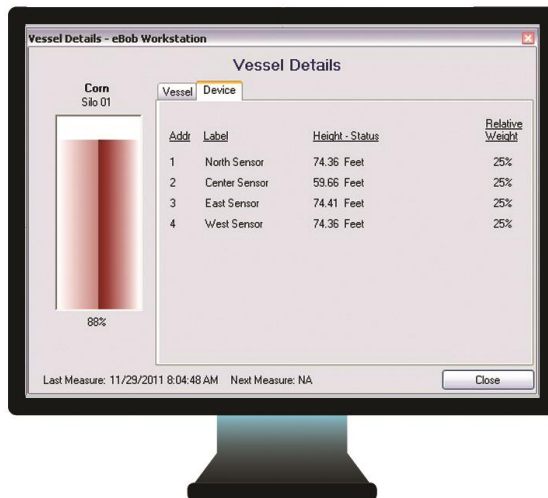 Vessel Details - eBob Workstation
Vessel Details
Corn
Silo 01
Vessel Device
Addr Label Height - Status Relative Weight
1 North Sensor 74.36 Feet 25%
2 Center Sensor 59.66 Feet 25%
3 East Sensor 74.41 Feet 25%
4 West Sensor 74.36 Feet 25%
88%
Last Measure: 11/29/2011 8:04:48 AM Next Measure: NA
Close